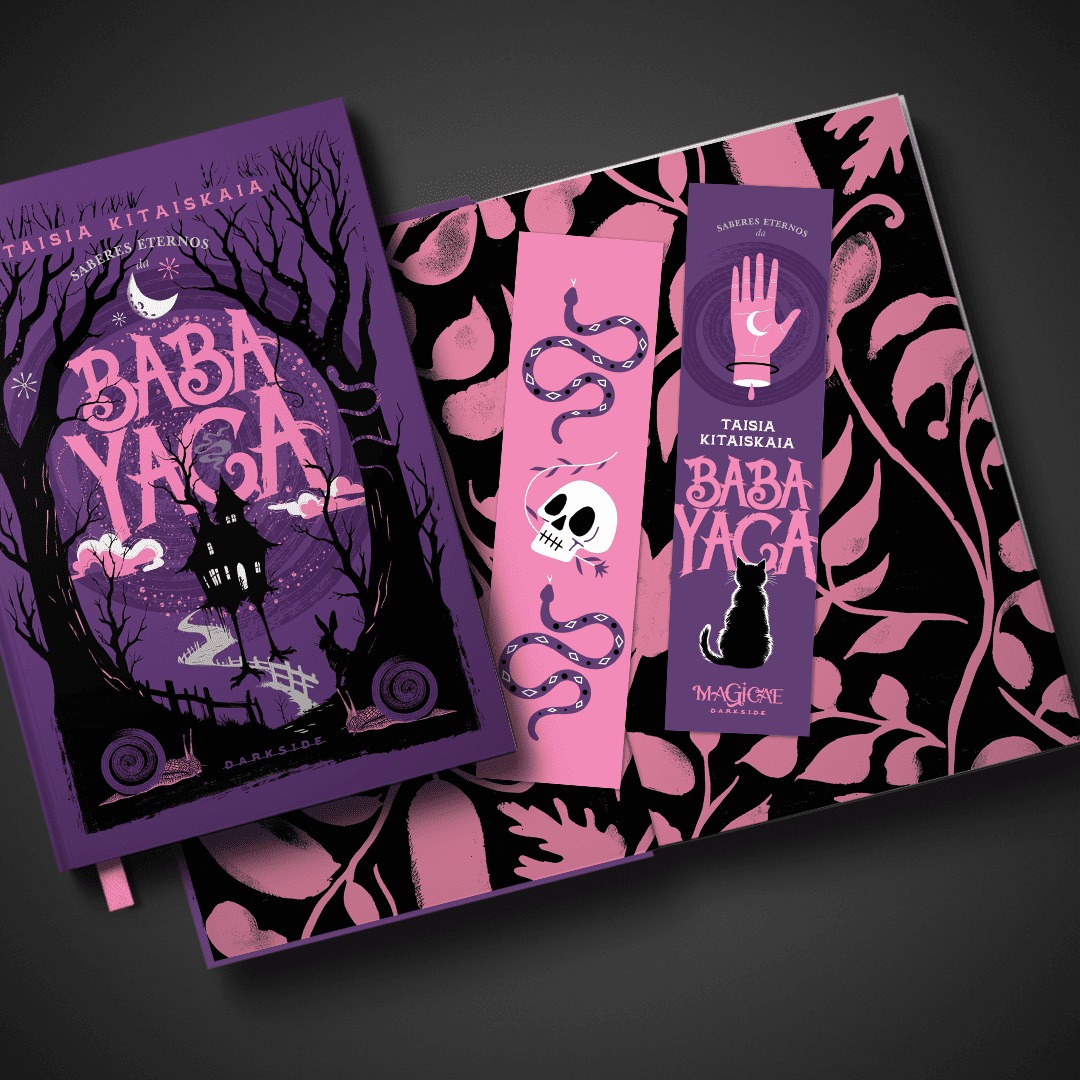 TAISIA KITAISKAIA
SABERES ETERNOS
da
BABA
YAGA
DARKSIDE
SABERES ETERNOS
da
TAISIA
KITAISKAIA
BABA
YAGA
MAGICAE
DARKSIDE